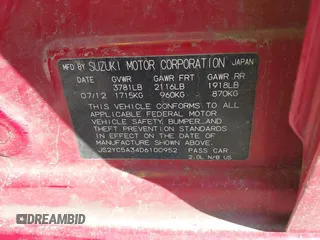 MFD BY SUZUKI MOTOR CORPORATION JAPAN
DATE GVWR GAWR FRT GAWR RR
3781LB 2116LB 1918LB
07/12 1715KG 960KG 870KG
THIS VEHICLE CONFORMS TO ALL
APPLICABLE FEDERAL MOTOR
VEHICLE SAFETY, BUMPER, AND
THEFT PREVENTION STANDARDS
IN EFFECT ON THE DATE OF
MANUFACTURE SHOWN ABOVE.
JS2YC5A34D6100952 PASS CAR
2.0L N/B US
DREAMBID